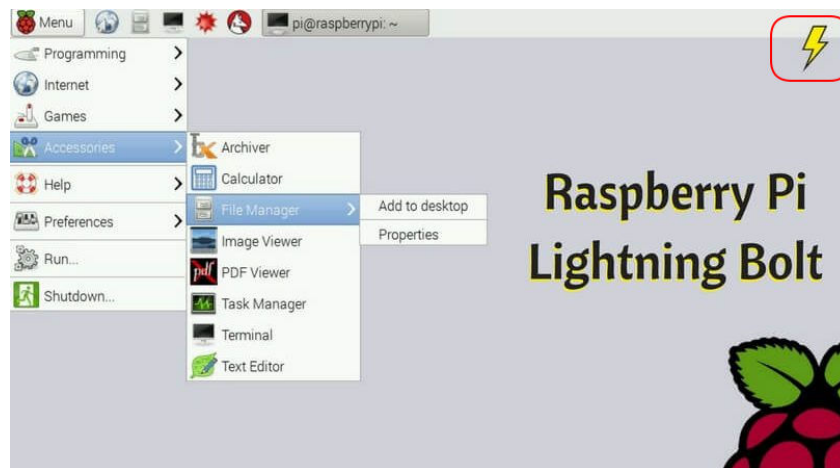 Menu
pi@raspberrypi: ~
Programming
Internet
Games
Accessories
Help
Preferences
Run...
Shutdown...
Archiver
Calculator
File Manager
Image Viewer
pdf
PDF Viewer
Task Manager
Terminal
Text Editor
Add to desktop
Properties
Raspberry Pi
Lightning Bolt